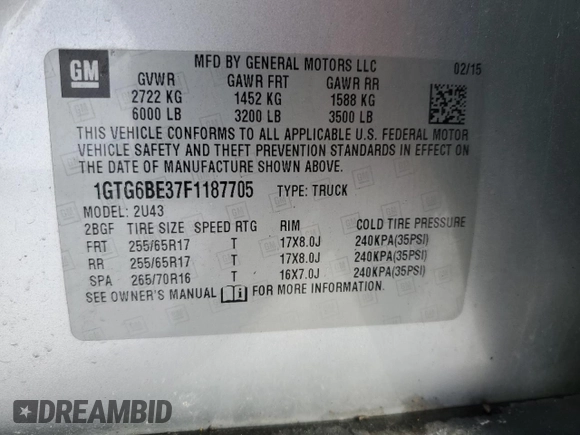 GM
MFD BY GENERAL MOTORS LLC 02/15
GVWR GAWR FRT GAWR RR
2722 KG 1452 KG 1588 KG
6000 LB 3200 LB 3500 LB
THIS VEHICLE CONFORMS TO ALL APPLICABLE U.S. FEDERAL MOTOR
VEHICLE SAFETY AND THEFT PREVENTION STANDARDS IN EFFECT ON
THE DATE OF MANUFACTURE SHOWN ABOVE.
1GTG6BE37F1187705 TYPE: TRUCK
MODEL: 2U43
2BGF TIRE SIZE SPEED RTG RIM COLD TIRE PRESSURE
FRT 255/65R17 T 17X8.0J 240KPA(35PSI)
RR 255/65R17 T 17X8.0J 240KPA(35PSI)
SPA 265/70R16 T 16X7.0J 240KPA(35PSI)
SEE OWNER'S MANUAL FOR MORE INFORMATION.
DREAMBID